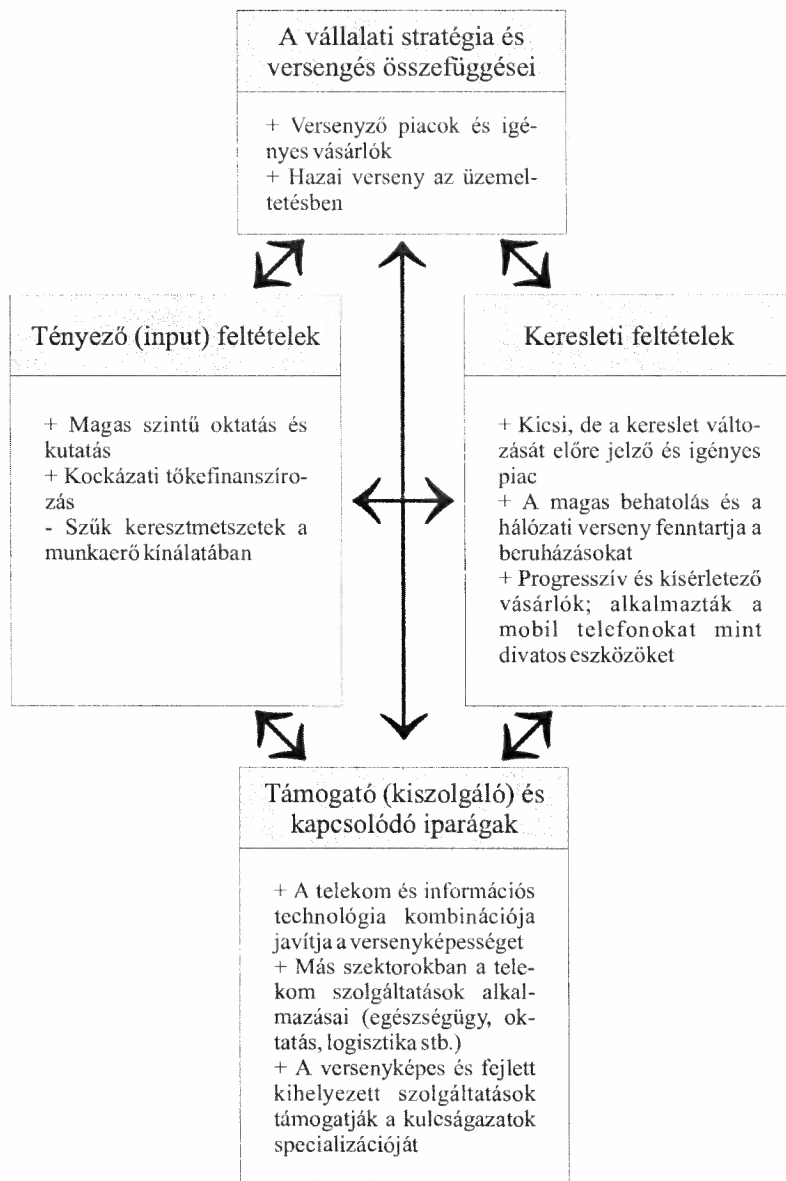 A vállalati stratégia és
versengés összefüggései
+ Versenyző piacok és igé-
nyes vásárlók
+ Hazai verseny az üzemel-
tetésben
Tényező (input) feltételek
+ Magas szintű oktatás és
kutatás
+ Kockázati tőkefinanszíro-
zás
- Szűk keresztmetszetek a
munkaerő kínálatában
Keresleti feltételek
+ Kicsi, de a kereslet válto-
zását előre jelző és igényes
piac
+ A magas behatolás és a
hálózati verseny fenntartja a
beruházásokat
+ Progresszív és kísérletező
vásárlók; alkalmazták a
mobil telefonokat mint
divatos eszközöket
Támogató (kiszolgáló) és
kapcsolódó iparágak
+ A telekom és információs
technológia kombinációja
javítja a versenyképességet
+ Más szektorokban a tele-
kom szolgáltatások alkal-
mazásai (egészségügy, ok-
tatás, logisztika stb.)
+ A versenyképes és fejlett
kihelyezett szolgáltatások
támogatják a kulcságazatok
specializációját